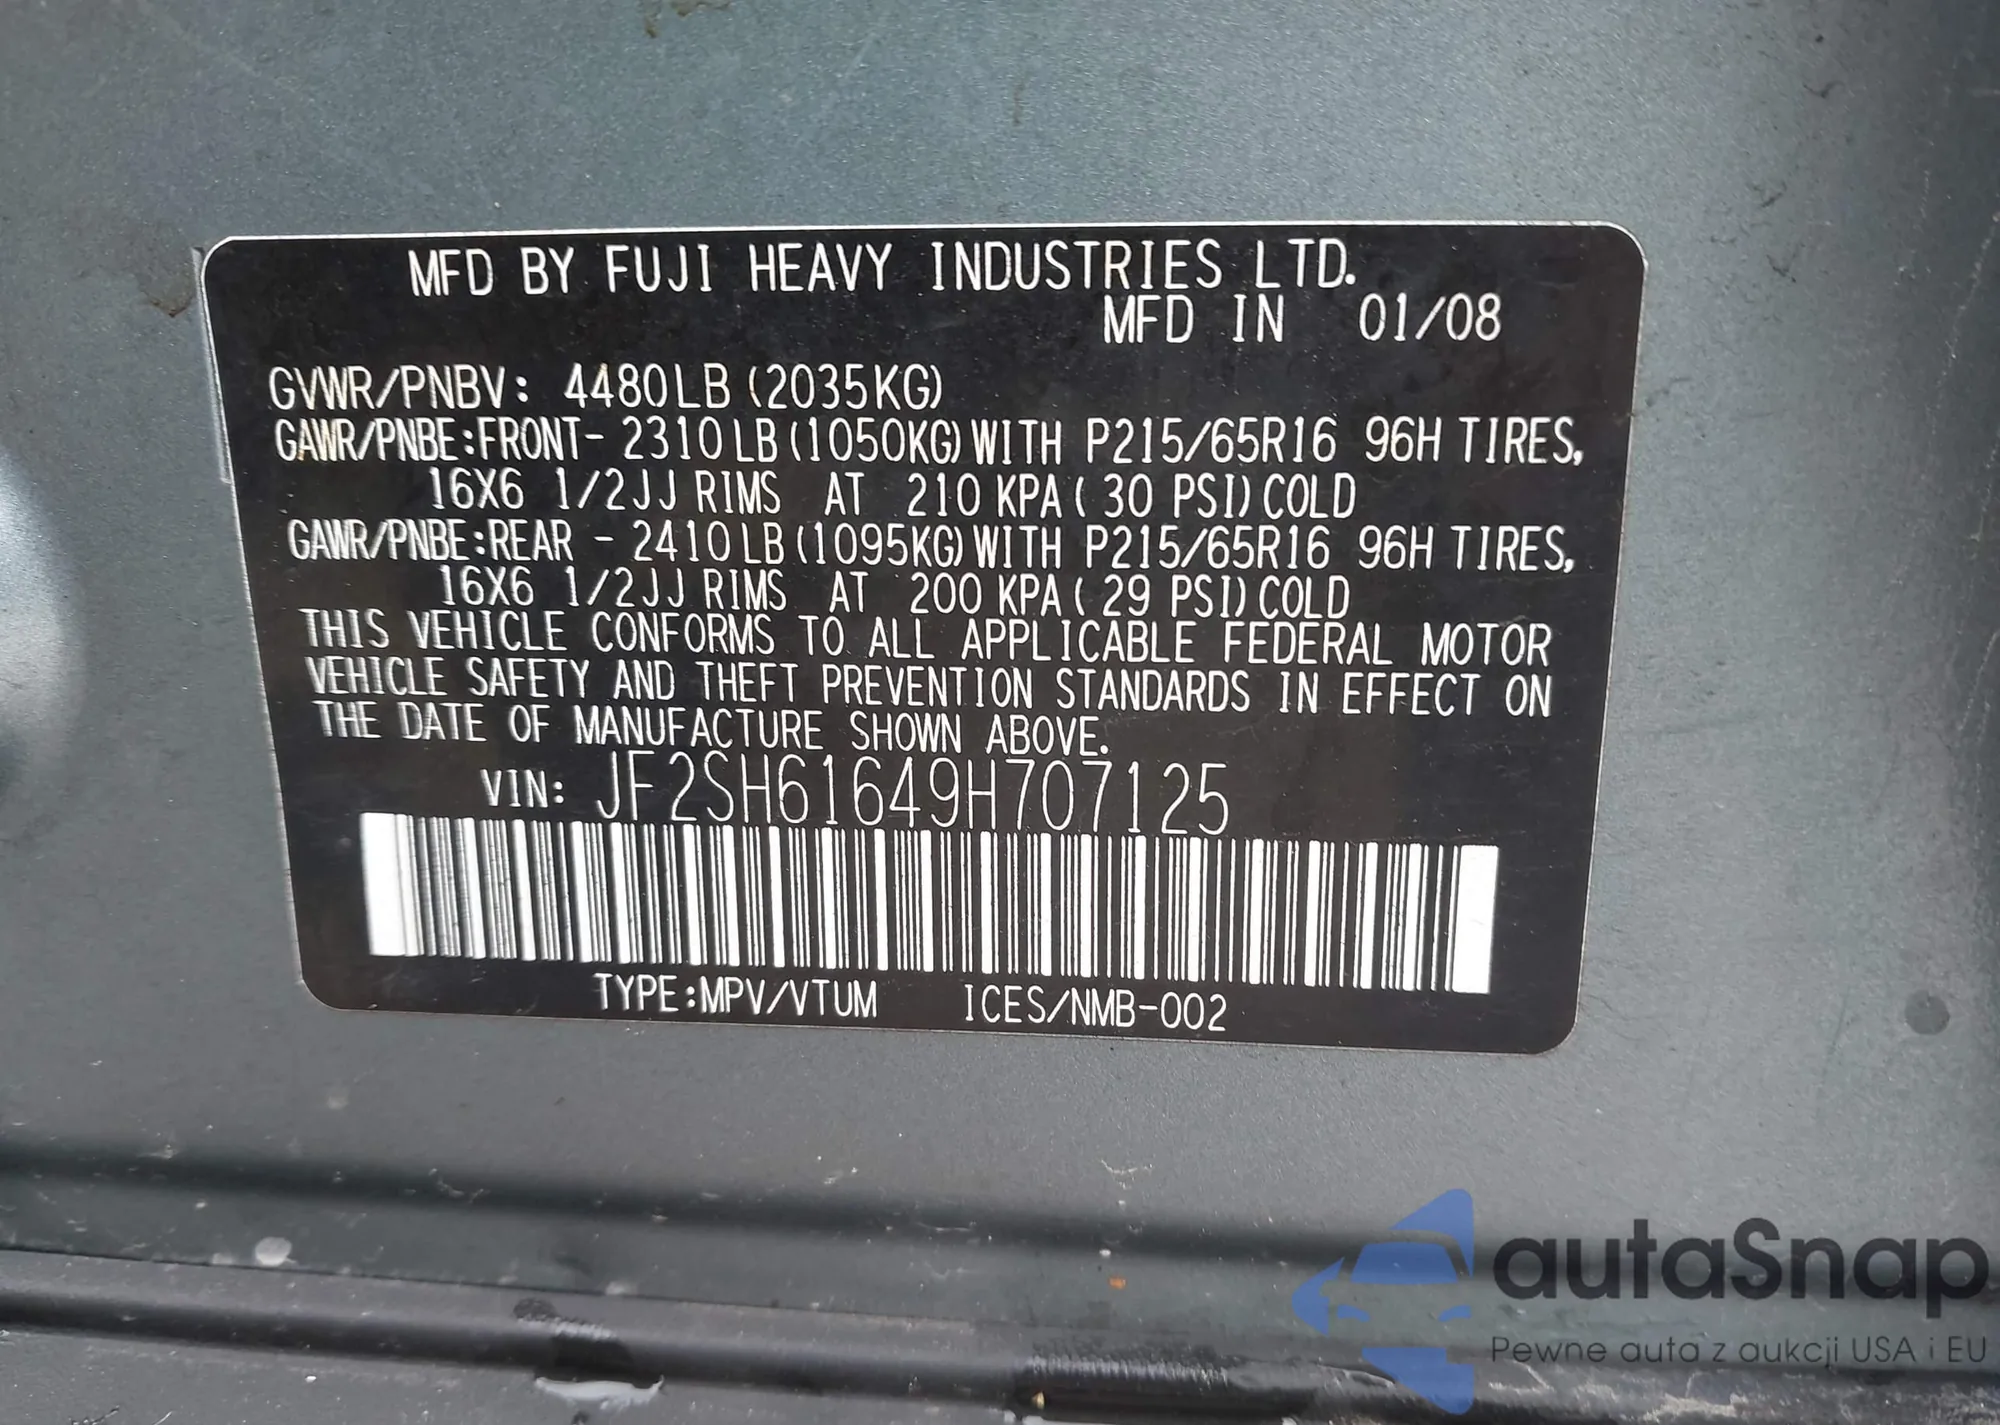 MFD BY FUJI HEAVY INDUSTRIES LTD.
MFD IN 01/08
GVWR/PNBV: 4480LB (2035KG)
GAWR/PNBE:FRONT- 2310LB (1050KG) WITH P215/65R16 96H TIRES,
16X6 1/2JJ RIMS AT 210 KPA ( 30 PSI) COLD
GAWR/PNBE:REAR - 2410LB (1095KG) WITH P215/65R16 96H TIRES,
16X6 1/2JJ RIMS AT 200 KPA ( 29 PSI) COLD
THIS VEHICLE CONFORMS TO ALL APPLICABLE FEDERAL MOTOR
VEHICLE SAFETY AND THEFT PREVENTION STANDARDS IN EFFECT ON
THE DATE OF MANUFACTURE SHOWN ABOVE.
VIN: JF2SH61649H707125
TYPE:MPV/VTUM ICES/NMB-002
autaSnap
Pewne auta z aukcji USA i EU